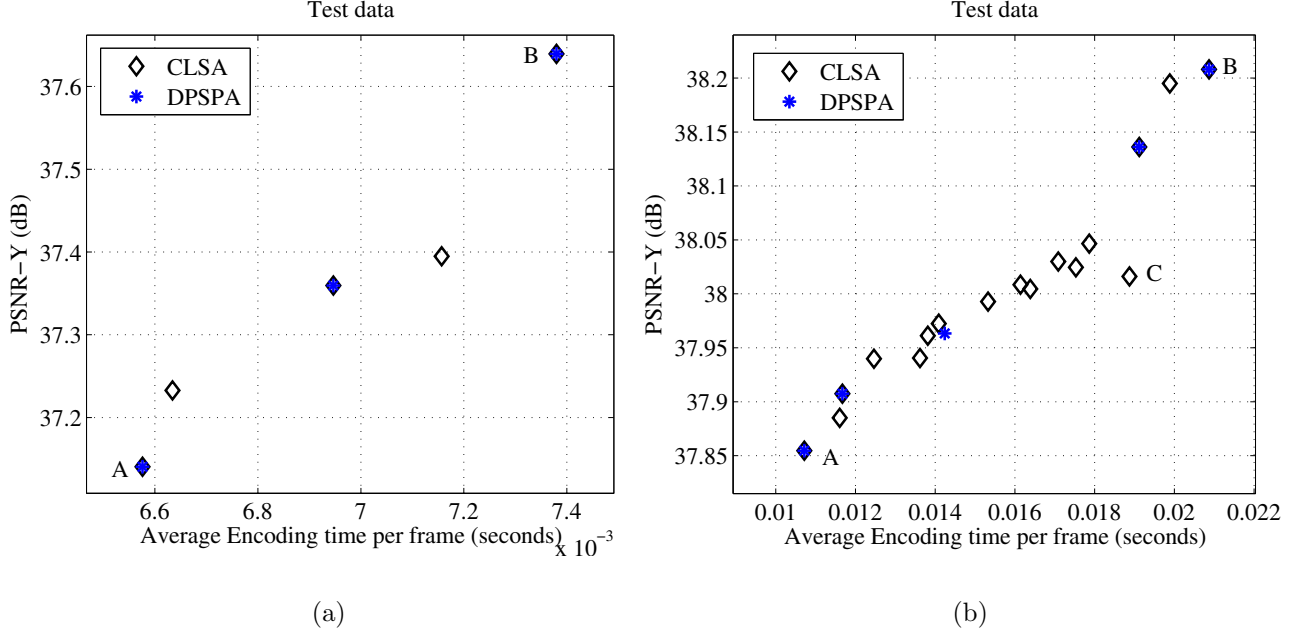 Test data
B
CLSA
DPSPA
37.6
37.5
37.4
37.3
37.2
PSNR−Y (dB)
A
6.6 6.8 7 7.2 7.4
Average Encoding time per frame (seconds)
x 10⁻³
(a)
Test data
CLSA
DPSPA
B
38.2
38.15
38.1
38.05
38
37.95
37.9
37.85
PSNR−Y (dB)
C
A
0.01 0.012 0.014 0.016 0.018 0.02 0.022
Average Encoding time per frame (seconds)
(b)